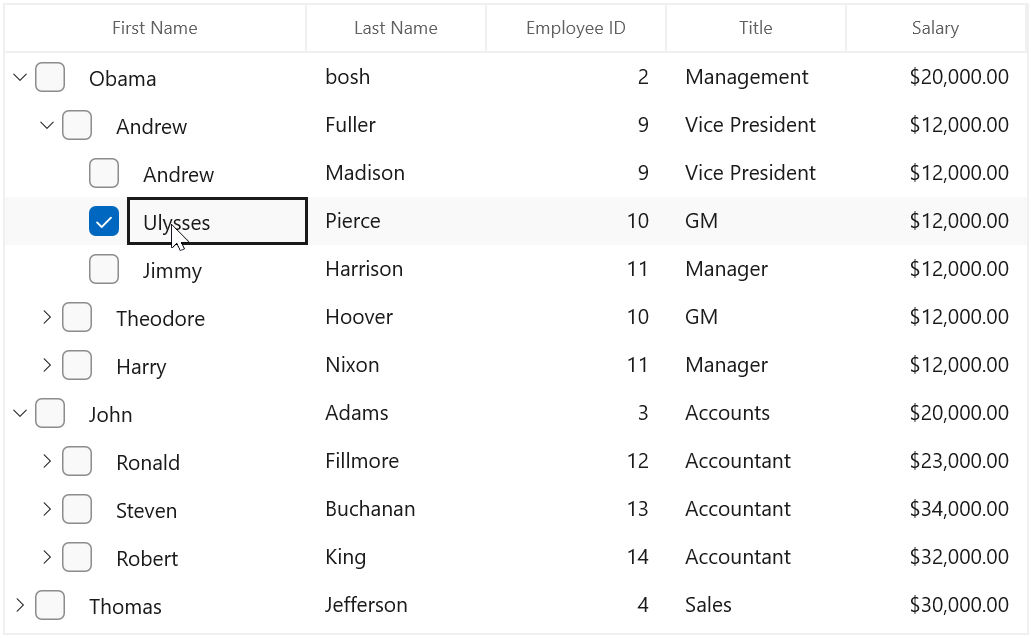 First Name Last Name Employee ID Title Salary
Obama bosh 2 Management $20,000.00
Andrew Fuller 9 Vice President $12,000.00
Andrew Madison 9 Vice President $12,000.00
Ulysses Pierce 10 GM $12,000.00
Jimmy Harrison 11 Manager $12,000.00
Theodore Hoover 10 GM $12,000.00
Harry Nixon 11 Manager $12,000.00
John Adams 3 Accounts $20,000.00
Ronald Fillmore 12 Accountant $23,000.00
Steven Buchanan 13 Accountant $34,000.00
Robert King 14 Accountant $32,000.00
Thomas Jefferson 4 Sales $30,000.00